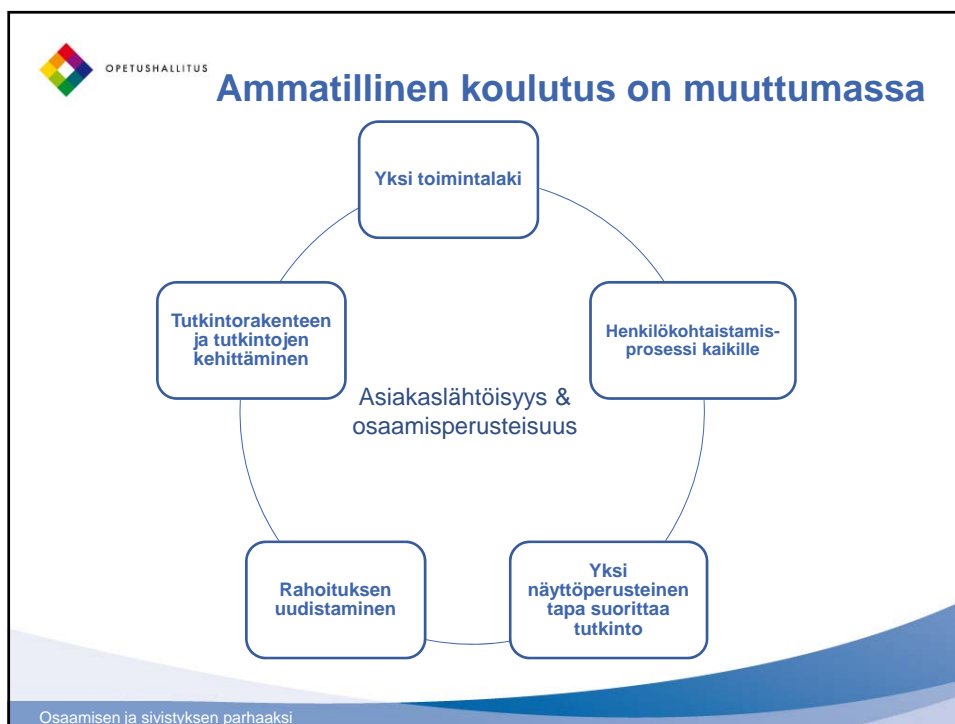 OPETUSHALLITUS
Ammatillinen koulutus on muuttumassa
Yksi toimintalaki
Tutkintorakenteen
ja tutkintojen
kehittäminen
Henkilökohtaistamis-
prosessi kaikille
Asiakaslähtöisyys &
osaamisperusteisuus
Rahoituksen
uudistaminen
Yksi
näyttöperusteinen
tapa suorittaa
tutkinto
Osaamisen ja sivistyksen parhaaksi